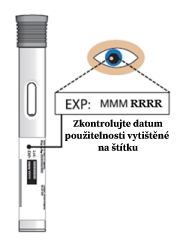 EXP: MMM RRRR
Zkontrolujte datum
použitelnosti vytištěné
na štítku